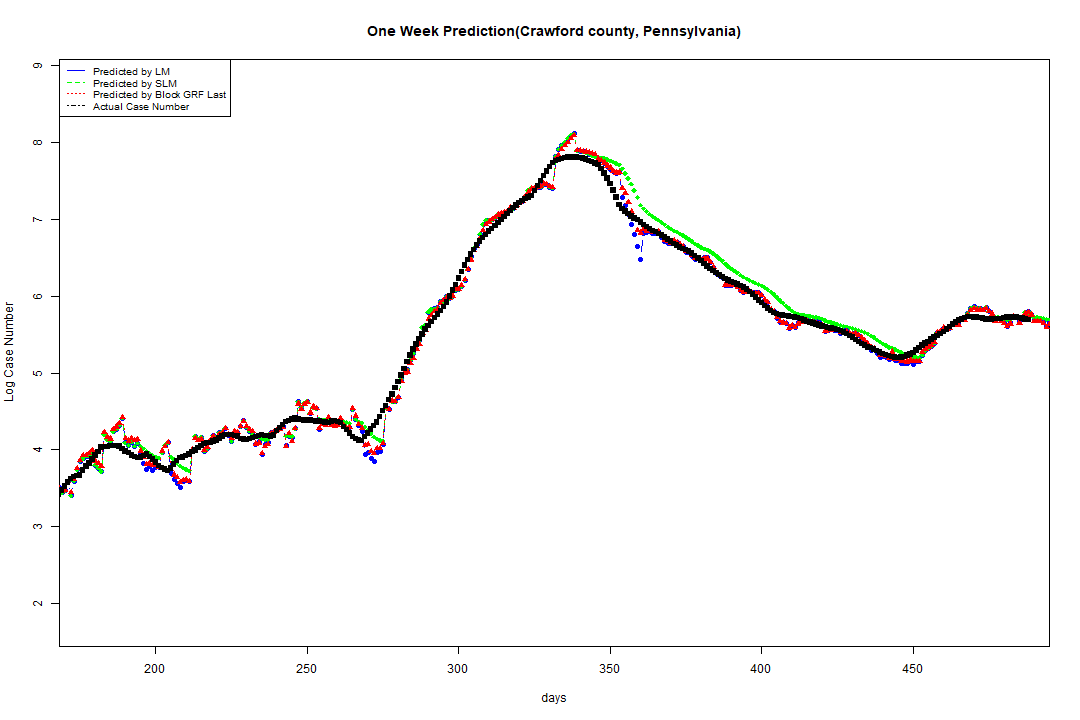 One Week Prediction(Crawford county, Pennsylvania)
Predicted by LM
Predicted by SLM
Predicted by Block GRF Last
Actual Case Number
9
8
7
6
5
4
3
2
Log Case Number
200 250 300 350 400 450
days